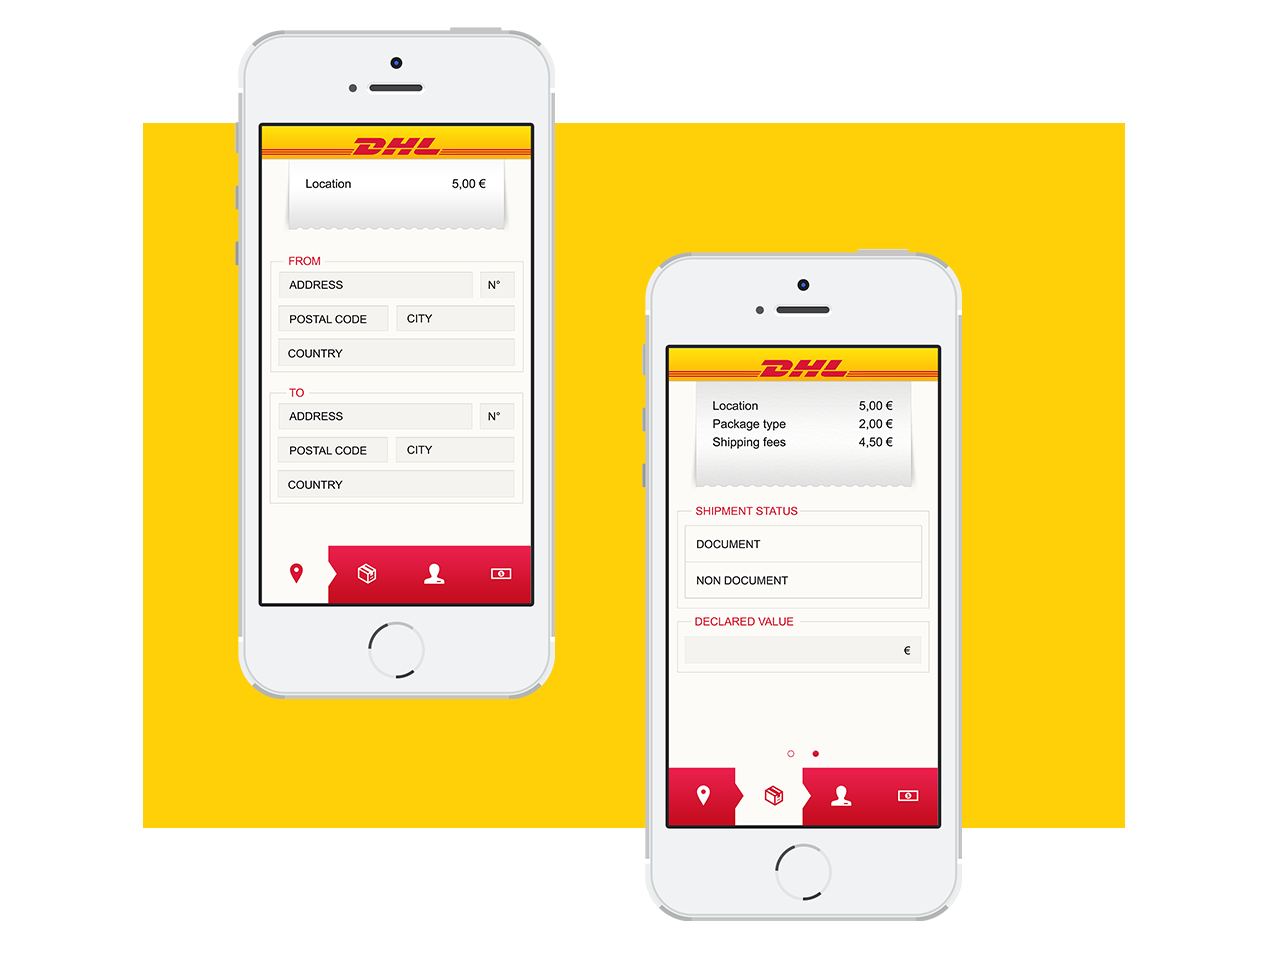 DHL
Location 5,00 €
FROM
ADDRESS N°
POSTAL CODE CITY
COUNTRY
TO
ADDRESS N°
POSTAL CODE CITY
COUNTRY
DHL
Location 5,00 €
Package type 2,00 €
Shipping fees 4,50 €
SHIPMENT STATUS
DOCUMENT
NON DOCUMENT
DECLARED VALUE
€